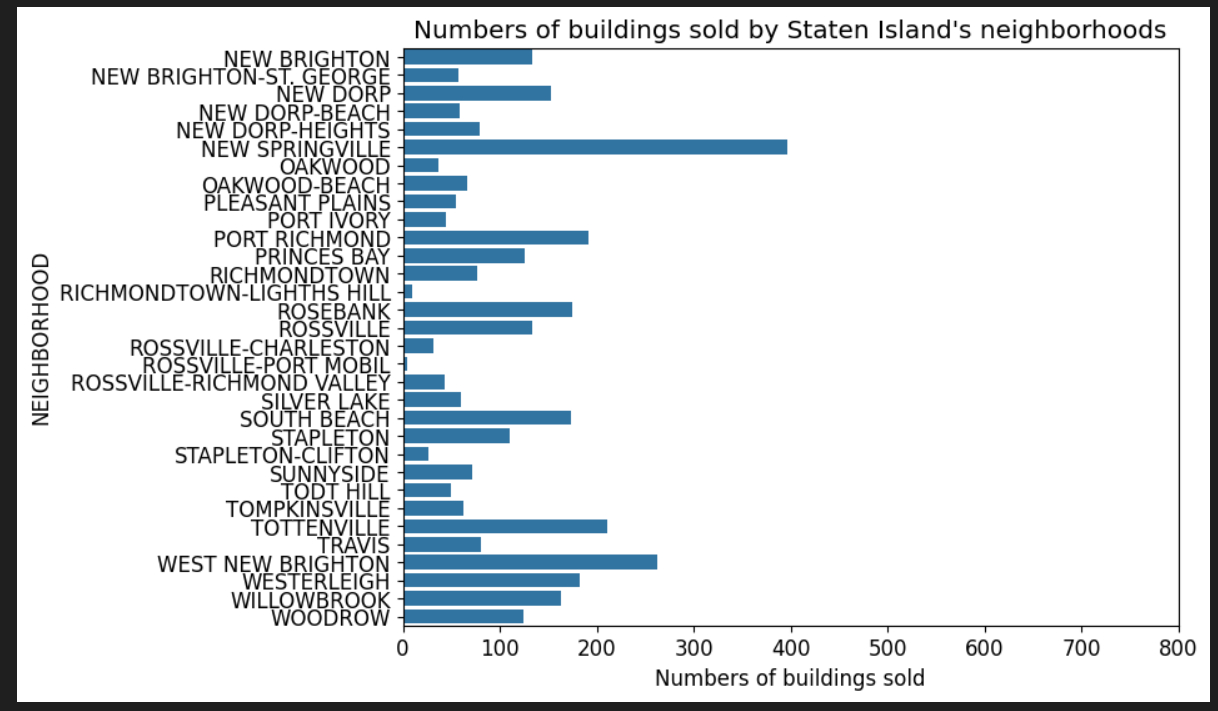 Numbers of buildings sold by Staten Island's neighborhoods
NEIGHBORHOOD
NEW BRIGHTON
NEW BRIGHTON-ST. GEORGE
NEW DORP
NEW DORP-BEACH
NEW DORP-HEIGHTS
NEW SPRINGVILLE
OAKWOOD
OAKWOOD-BEACH
PLEASANT PLAINS
PORT IVORY
PORT RICHMOND
PRINCES BAY
RICHMONDTOWN
RICHMONDTOWN-LIGHTHS HILL
ROSEBANK
ROSSVILLE
ROSSVILLE-CHARLESTON
ROSSVILLE-PORT MOBIL
ROSSVILLE-RICHMOND VALLEY
SILVER LAKE
SOUTH BEACH
STAPLETON
STAPLETON-CLIFTON
SUNNYSIDE
TODT HILL
TOMPKINSVILLE
TOTTENVILLE
TRAVIS
WEST NEW BRIGHTON
WESTERLEIGH
WILLOWBROOK
WOODROW
0 100 200 300 400 500 600 700 800
Numbers of buildings sold